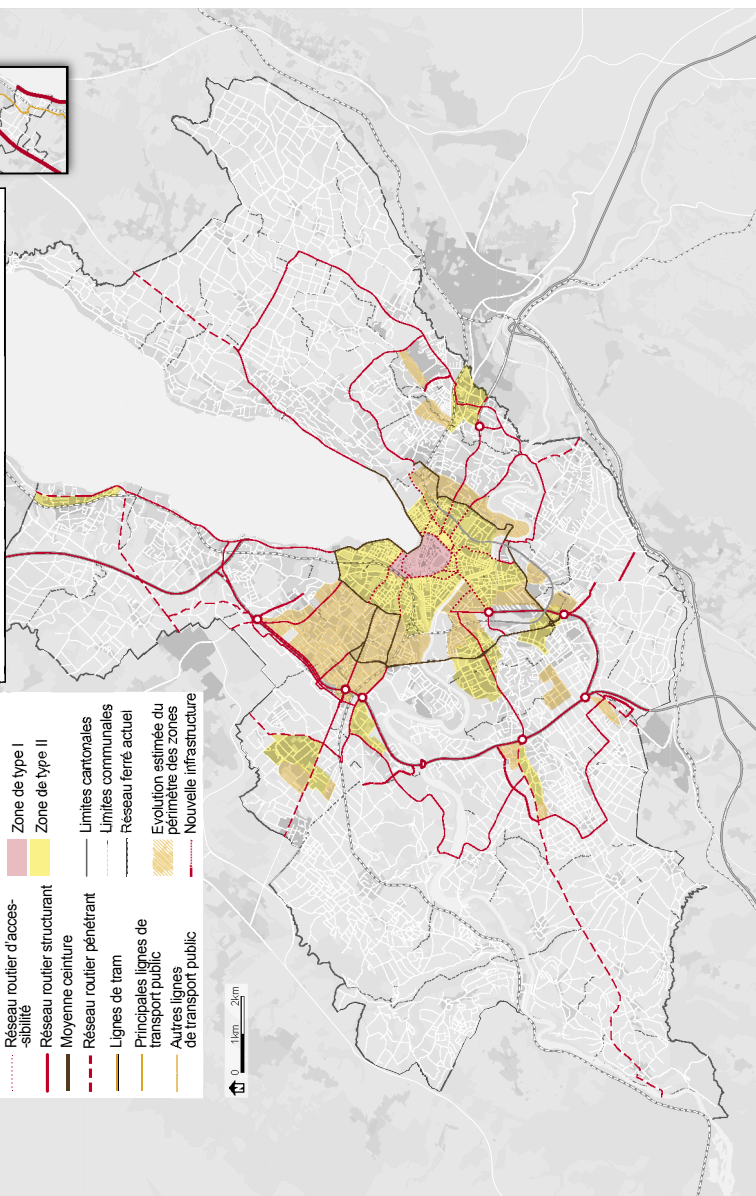 Réseau routier d'acces-
-sibilité
Réseau routier structurant
Moyenne ceinture
Réseau routier pénétrant
Lignes de tram
Principales lignes de
transport public
Autres lignes
de transport public
Zone de type I
Zone de type II
Limites cantonales
Limites communales
Réseau ferré actuel
Evolution estimée du
périmètre des zones
Nouvelle infrastructure
0 1km 2km